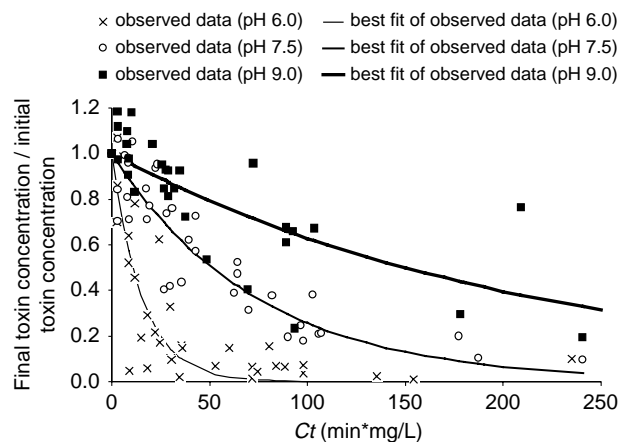 observed data (pH 6.0) best fit of observed data (pH 6.0)
observed data (pH 7.5) best fit of observed data (pH 7.5)
observed data (pH 9.0) best fit of observed data (pH 9.0)
Final toxin concentration / initial
toxin concentration
1.2
1.0
0.8
0.6
0.4
0.2
0.0
0 50 100 150 200 250
Ct (min*mg/L)